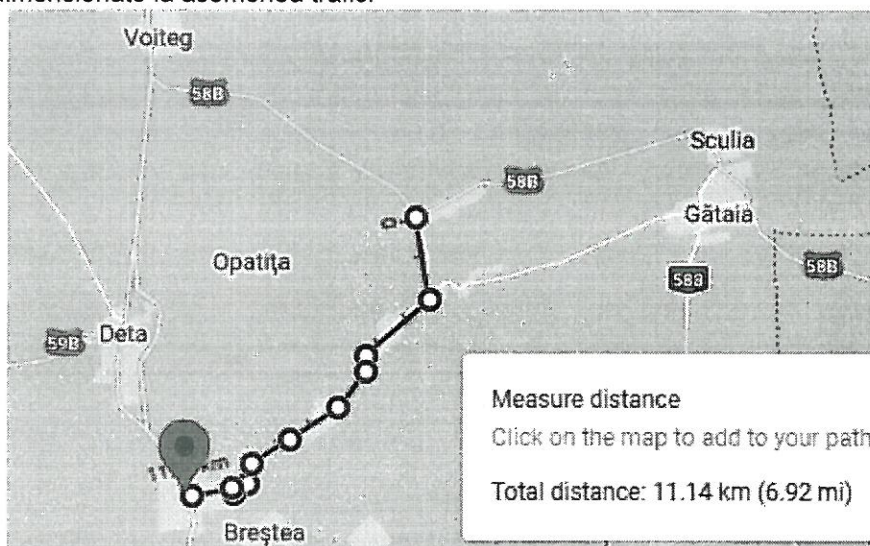 Voiteg
58B
Sculia
58B
Gătaia
58B
Opatița
59B
Deta
Measure distance
Click on the map to add to your path
Total distance: 11.14 km (6.92 mi)
km
Breștea